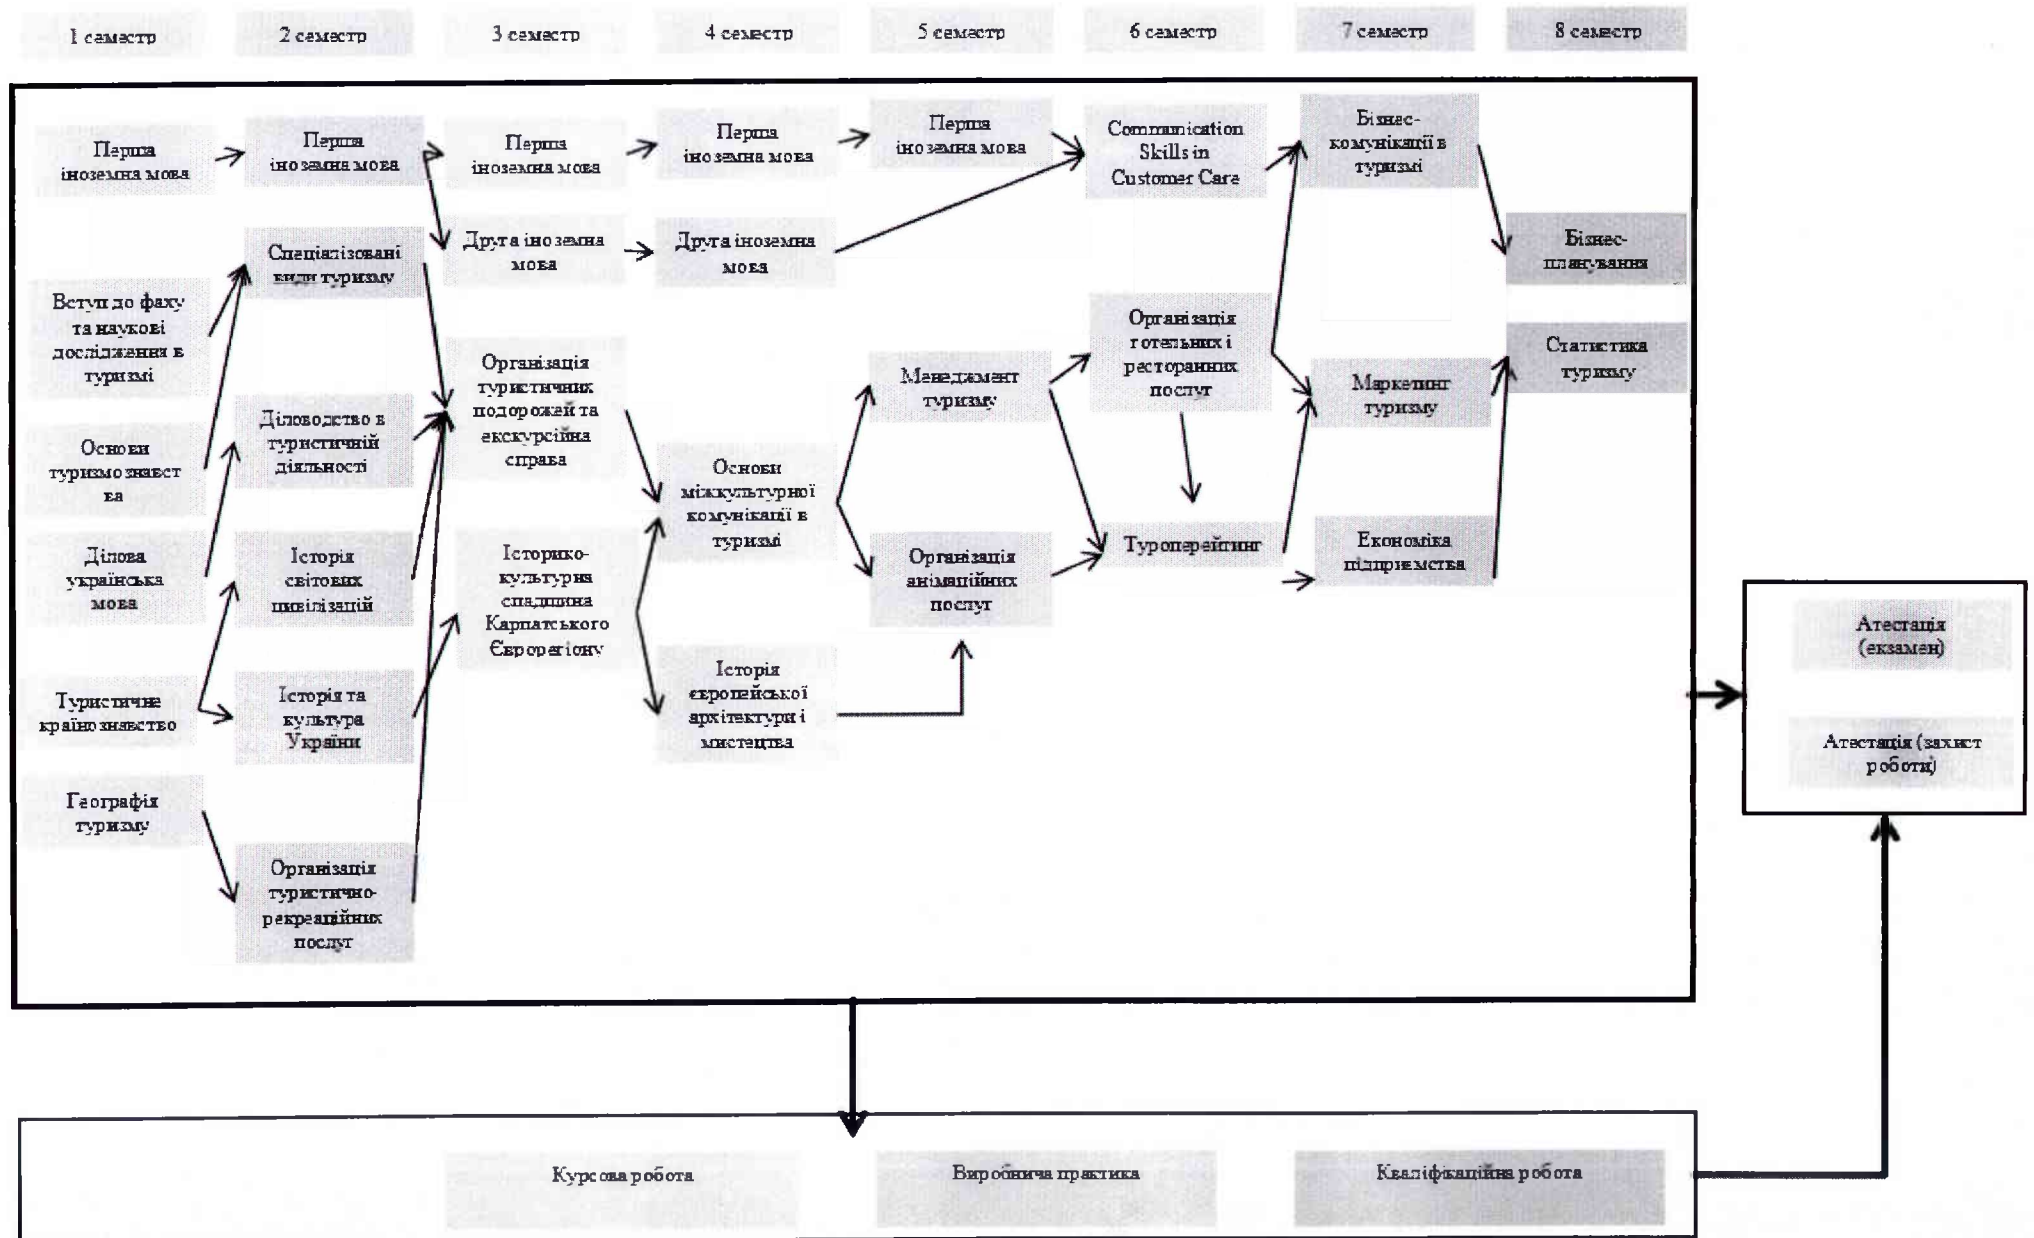 1 семестр
2 семестр
3 семестр
4 семестр
5 семестр
6 семестр
7 семестр
8 семестр
Перша
іноземна мова
Вступ до фаху
та наукові
дослідження в
туризмі
Основи
туризмознавст
ва
Ділова
українська
мова
Туристичне
країнознавство
Географія
туризму
Перша
іноземна мова
Спеціалізовані
види туризму
Діловодство в
туристичній
діяльності
Історія
світових
цивілізацій
Історія та
культура
України
Організація
туристично-
рекреаційних
послуг
Перша
іноземна мова
Друга іноземна
мова
Організація
туристичних
подорожей та
екскурсійна
справа
Історико-
культурна
спадщина
Карпатського
Єврорегіону
Перша
іноземна мова
Друга іноземна
мова
Основи
міжкультурної
комунікації в
туризмі
Історія
європейської
архітектури і
мистецтва
Перша
іноземна мова
Менеджмент
туризму
Організація
анімаційних
послуг
Communication
Skills in
Customer Care
Організація
готельних і
ресторанних
послуг
Туроперейтинг
Бізнес-
комунікації в
туризмі
Маркетинг
туризму
Економіка
підприємства
Бізнес-
планування
Статистика
туризму
Атестація
(екзамен)
Атестація (захист
роботи)
Курсова робота
Виробнича практика
Кваліфікаційна робота